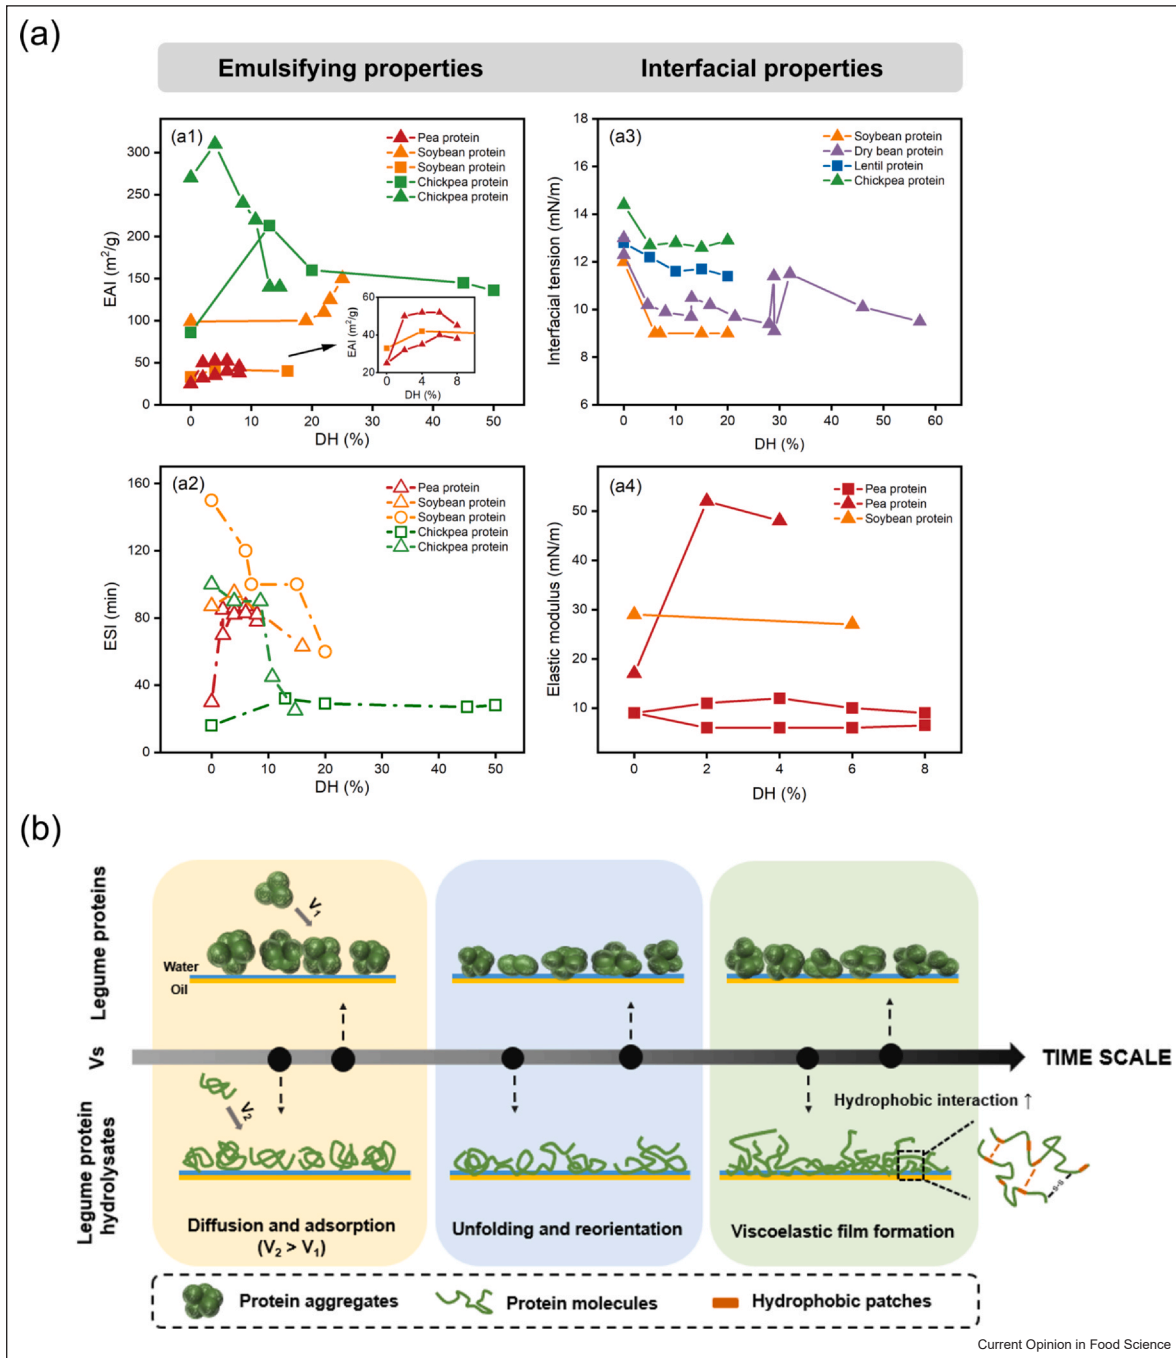 (a)
Emulsifying properties
Interfacial properties
(a1)
Pea protein
Soybean protein
Soybean protein
Chickpea protein
Chickpea protein
EAI (m²/g)
300
250
200
150
100
50
0
0 10 20 30 40 50
DH (%)
EAI (m²/g)
60
40
20
0 4 8
DH (%)
(a3)
Soybean protein
Dry bean protein
Lentil protein
Chickpea protein
Interfacial tension (mN/m)
18
16
14
12
10
8
6
0 10 20 30 40 50 60
DH (%)
(a2)
Pea protein
Soybean protein
Soybean protein
Chickpea protein
Chickpea protein
ESI (min)
160
120
80
40
0
0 10 20 30 40 50
DH (%)
(a4)
Pea protein
Pea protein
Soybean protein
Elastic modulus (mN/m)
50
40
30
20
10
0 2 4 6 8
DH (%)
(b)
Legume proteins
Vs
Legume protein
hydrolysates
V₁
Water
Oil
TIME SCALE
V₂
Hydrophobic interaction ↑
S-S
Diffusion and adsorption
(V₂ > V₁)
Unfolding and reorientation
Viscoelastic film formation
Protein aggregates
Protein molecules
Hydrophobic patches
Current Opinion in Food Science